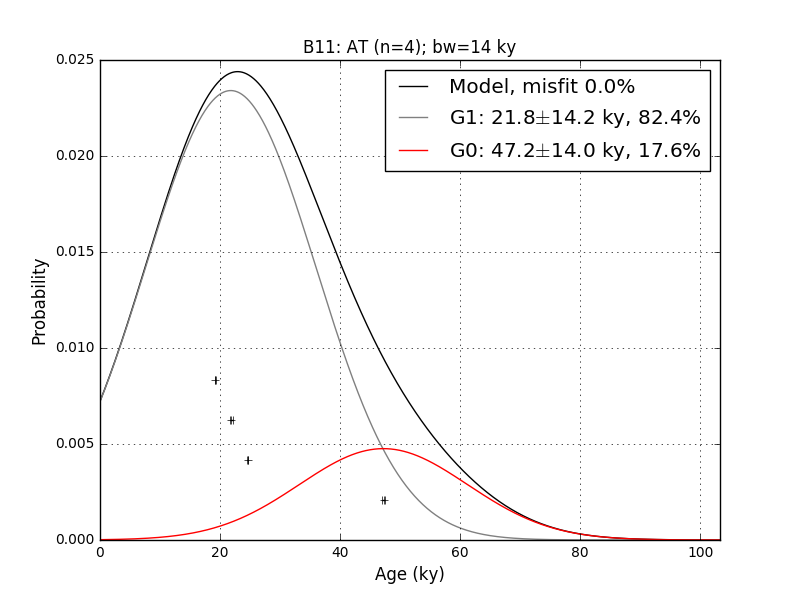 B11: AT (n=4); bw=14 ky
Model, misfit 0.0%
G1: 21.8±14.2 ky, 82.4%
G0: 47.2±14.0 ky, 17.6%
0.025
0.020
0.015
0.010
0.005
0.000
Probability
0 20 40 60 80 100
Age (ky)